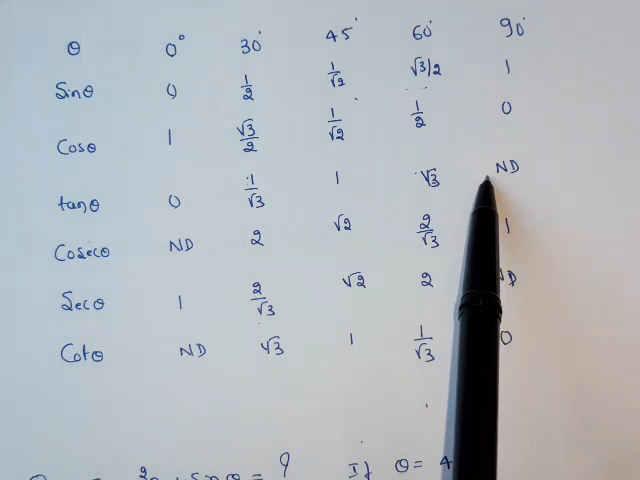 θ 0° 30° 45° 60° 90°
Sinθ 0 1/2 1/√2 √3/2 1
Cosθ 1 √3/2 1/√2 1/2 0
tanθ 0 1/√3 1 √3 ND
Cosecθ ND 2 √2 2/√3 1
Secθ 1 2/√3 √2 2 ND
Cotθ ND √3 1 1/√3 0
= ? If θ = 4